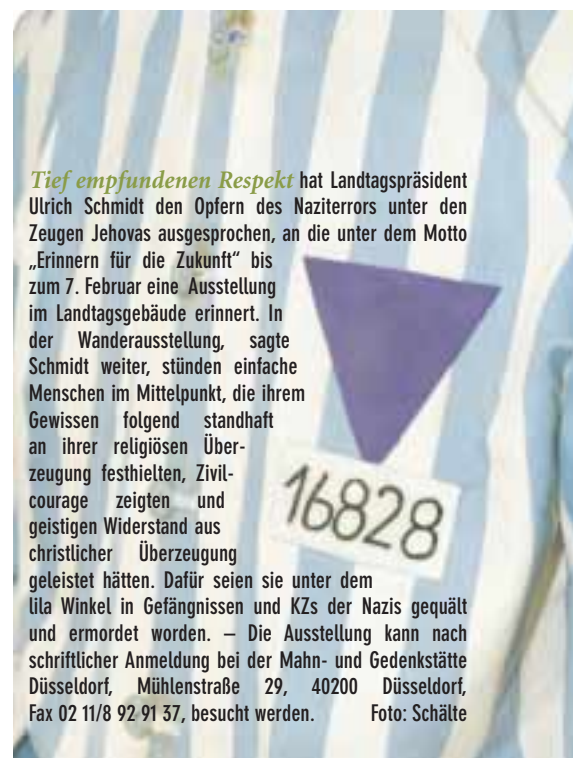 Tief empfundenen Respekt hat Landtagspräsident
Ulrich Schmidt den Opfern des Naziterrors unter den
Zeugen Jehovas ausgesprochen, an die unter dem Motto
„Erinnern für die Zukunft“ bis
zum 7. Februar eine Ausstellung
im Landtagsgebäude erinnert. In
der Wanderausstellung, sagte
Schmidt weiter, stünden einfache
Menschen im Mittelpunkt, die ihrem
Gewissen folgend standhaft
an ihrer religiösen Über-
zeugung festhielten, Zivil-
courage zeigten und
geistigen Widerstand aus
christlicher Überzeugung
geleistet hätten. Dafür seien sie unter dem
lila Winkel in Gefängnissen und KZs der Nazis gequält
und ermordet worden. – Die Ausstellung kann nach
schriftlicher Anmeldung bei der Mahn- und Gedenkstätte
Düsseldorf, Mühlenstraße 29, 40200 Düsseldorf,
Fax 02 11/8 92 91 37, besucht werden. Foto: Schälte
16828